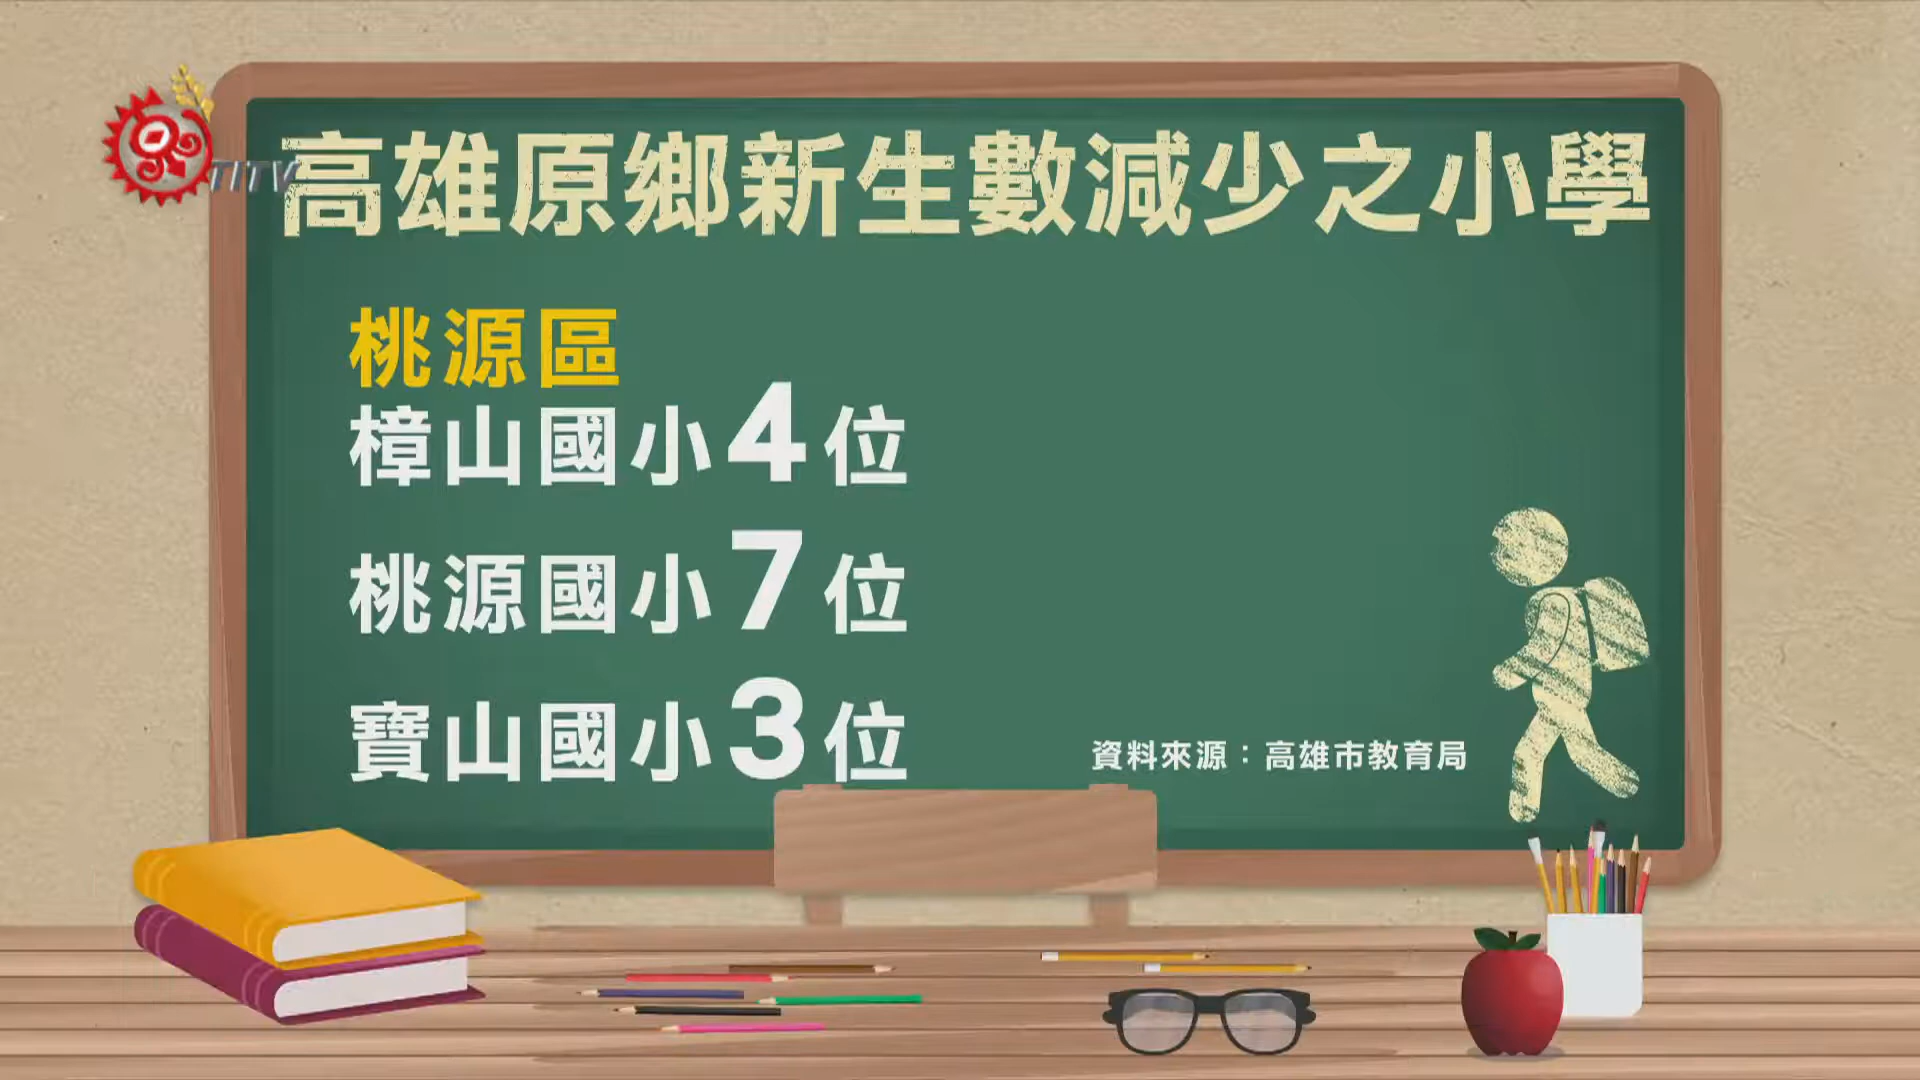 TITV
高雄原鄉新生數減少之小學
桃源區
樟山國小4位
桃源國小7位
寶山國小3位
資料來源：高雄市教育局